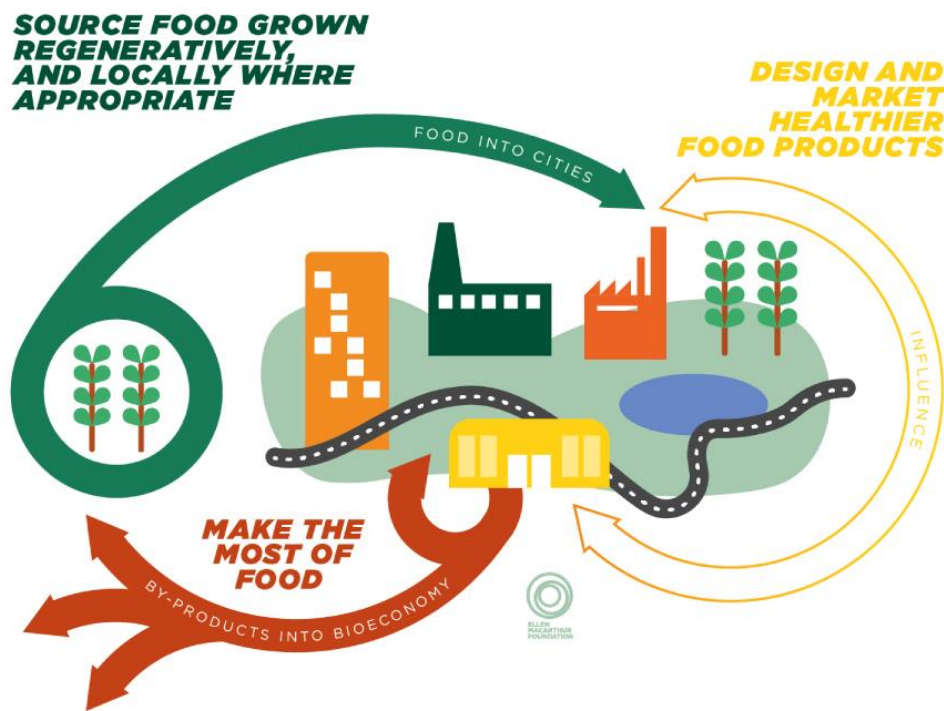 SOURCE FOOD GROWN
REGENERATIVELY,
AND LOCALLY WHERE
APPROPRIATE
DESIGN AND
MARKET
HEALTHIER
FOOD PRODUCTS
FOOD INTO CITIES
INFLUENCE
MAKE THE
MOST OF
FOOD
BY-PRODUCTS INTO BIOECONOMY
ELLEN
MACARTHUR
FOUNDATION